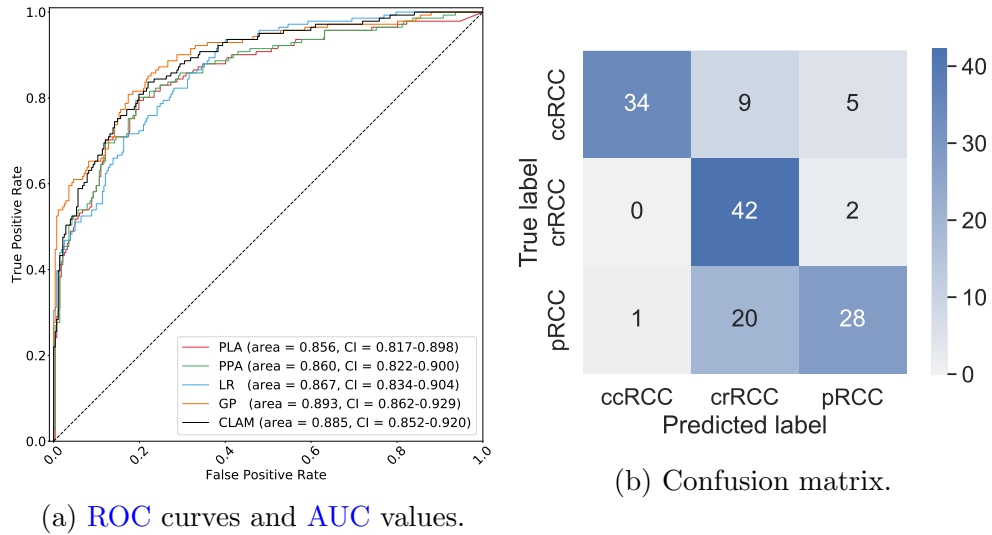 1.0
0.8
0.6
0.4
0.2
0.0
True Positive Rate
PLA (area = 0.856, CI = 0.817-0.898)
PPA (area = 0.860, CI = 0.822-0.900)
LR (area = 0.867, CI = 0.834-0.904)
GP (area = 0.893, CI = 0.862-0.929)
CLAM (area = 0.885, CI = 0.852-0.920)
0.0 0.2 0.4 0.6 0.8 1.0
False Positive Rate
(a) ROC curves and AUC values.
True label
ccRCC 34 9 5
crRCC 0 42 2
pRCC 1 20 28
ccRCC crRCC pRCC
Predicted label
40
30
20
10
0
(b) Confusion matrix.